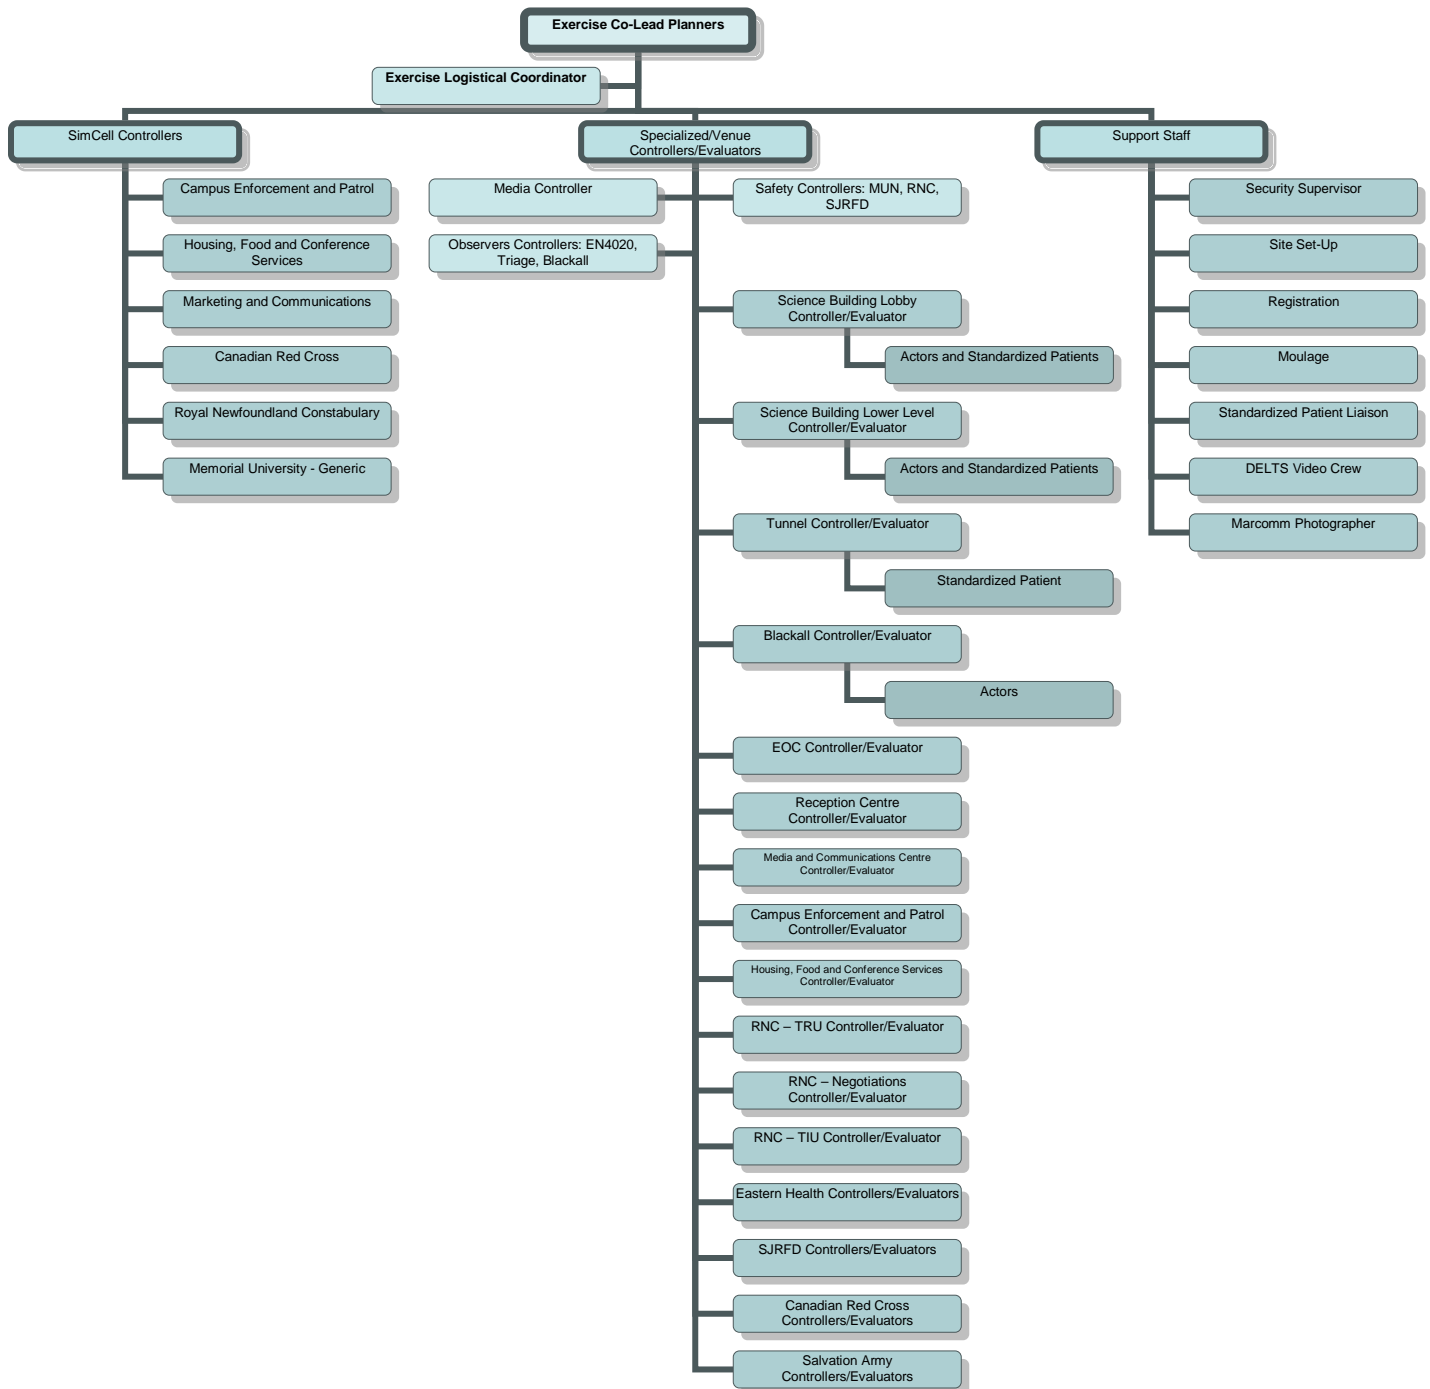 Exercise Co-Lead Planners
Exercise Logistical Coordinator
SimCell Controllers
Campus Enforcement and Patrol
Housing, Food and Conference
Services
Marketing and Communications
Canadian Red Cross
Royal Newfoundland Constabulary
Memorial University - Generic
Specialized/Venue
Controllers/Evaluators
Media Controller
Safety Controllers: MUN, RNC,
SJRFD
Observers Controllers: EN4020,
Triage, Blackall
Science Building Lobby
Controller/Evaluator
Actors and Standardized Patients
Science Building Lower Level
Controller/Evaluator
Actors and Standardized Patients
Tunnel Controller/Evaluator
Standardized Patient
Blackall Controller/Evaluator
Actors
EOC Controller/Evaluator
Reception Centre
Controller/Evaluator
Media and Communications Centre
Controller/Evaluator
Campus Enforcement and Patrol
Controller/Evaluator
Housing, Food and Conference Services
Controller/Evaluator
RNC – TRU Controller/Evaluator
RNC – Negotiations
Controller/Evaluator
RNC – TIU Controller/Evaluator
Eastern Health Controllers/Evaluators
SJRFD Controllers/Evaluators
Canadian Red Cross
Controllers/Evaluators
Salvation Army
Controllers/Evaluators
Support Staff
Security Supervisor
Site Set-Up
Registration
Moulage
Standardized Patient Liaison
DELTS Video Crew
Marcomm Photographer